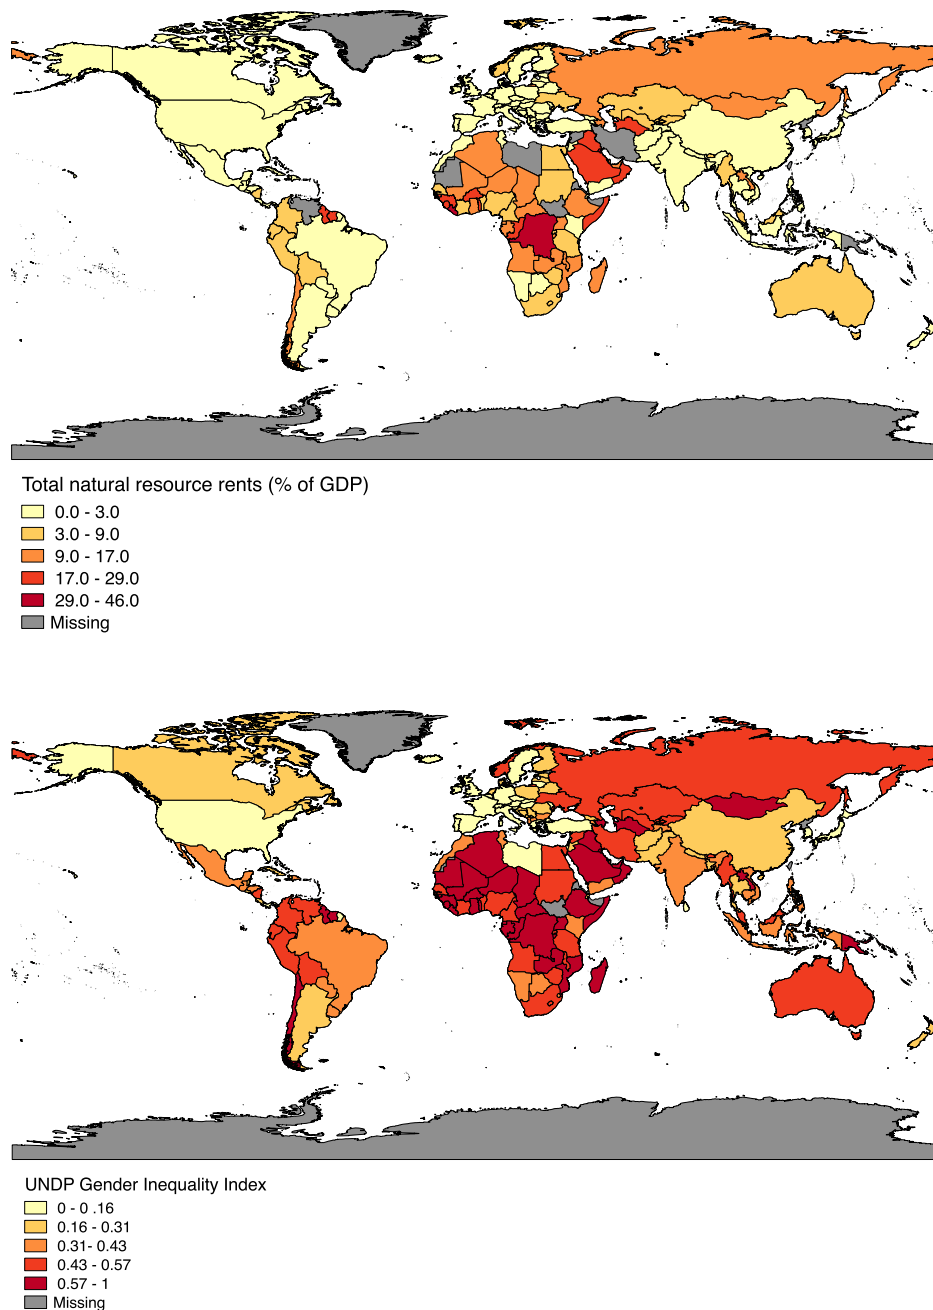 Total natural resource rents (% of GDP)
0.0 - 3.0
3.0 - 9.0
9.0 - 17.0
17.0 - 29.0
29.0 - 46.0
Missing
UNDP Gender Inequality Index
0 - 0 .16
0.16 - 0.31
0.31- 0.43
0.43 - 0.57
0.57 - 1
Missing